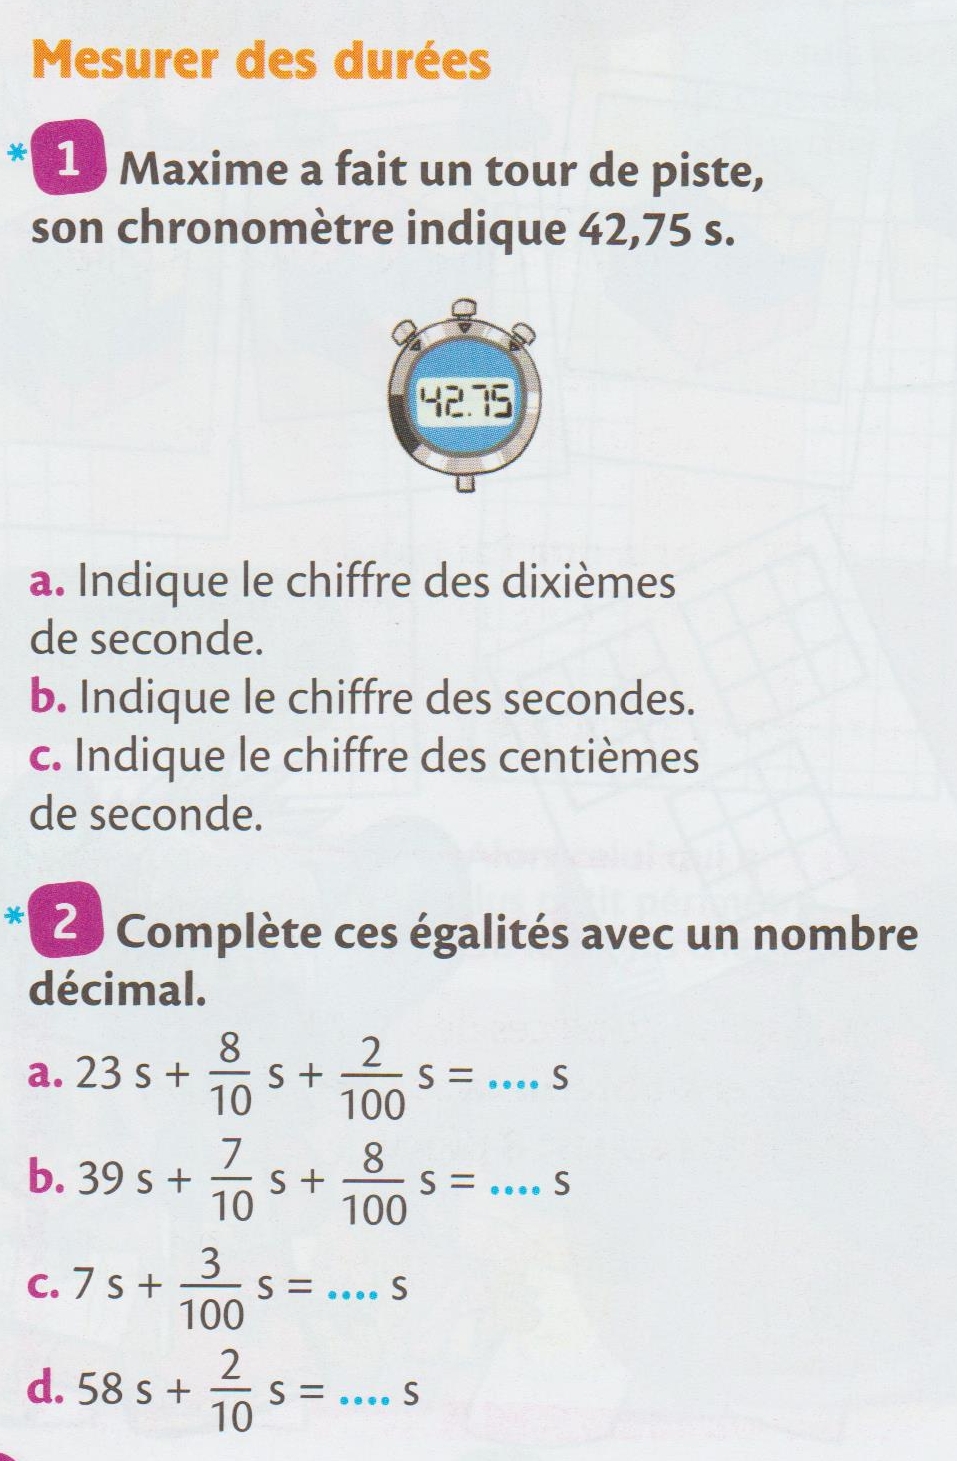 Mesurer des durées
* 1 Maxime a fait un tour de piste,
son chronomètre indique 42,75 s.
42.75
a. Indique le chiffre des dixièmes
de seconde.
b. Indique le chiffre des secondes.
c. Indique le chiffre des centièmes
de seconde.
* 2 Complète ces égalités avec un nombre
décimal.
a. 23 s + 8/10 s + 2/100 s = .... s
b. 39 s + 7/10 s + 8/100 s = .... s
c. 7 s + 3/100 s = .... s
d. 58 s + 2/10 s = .... s